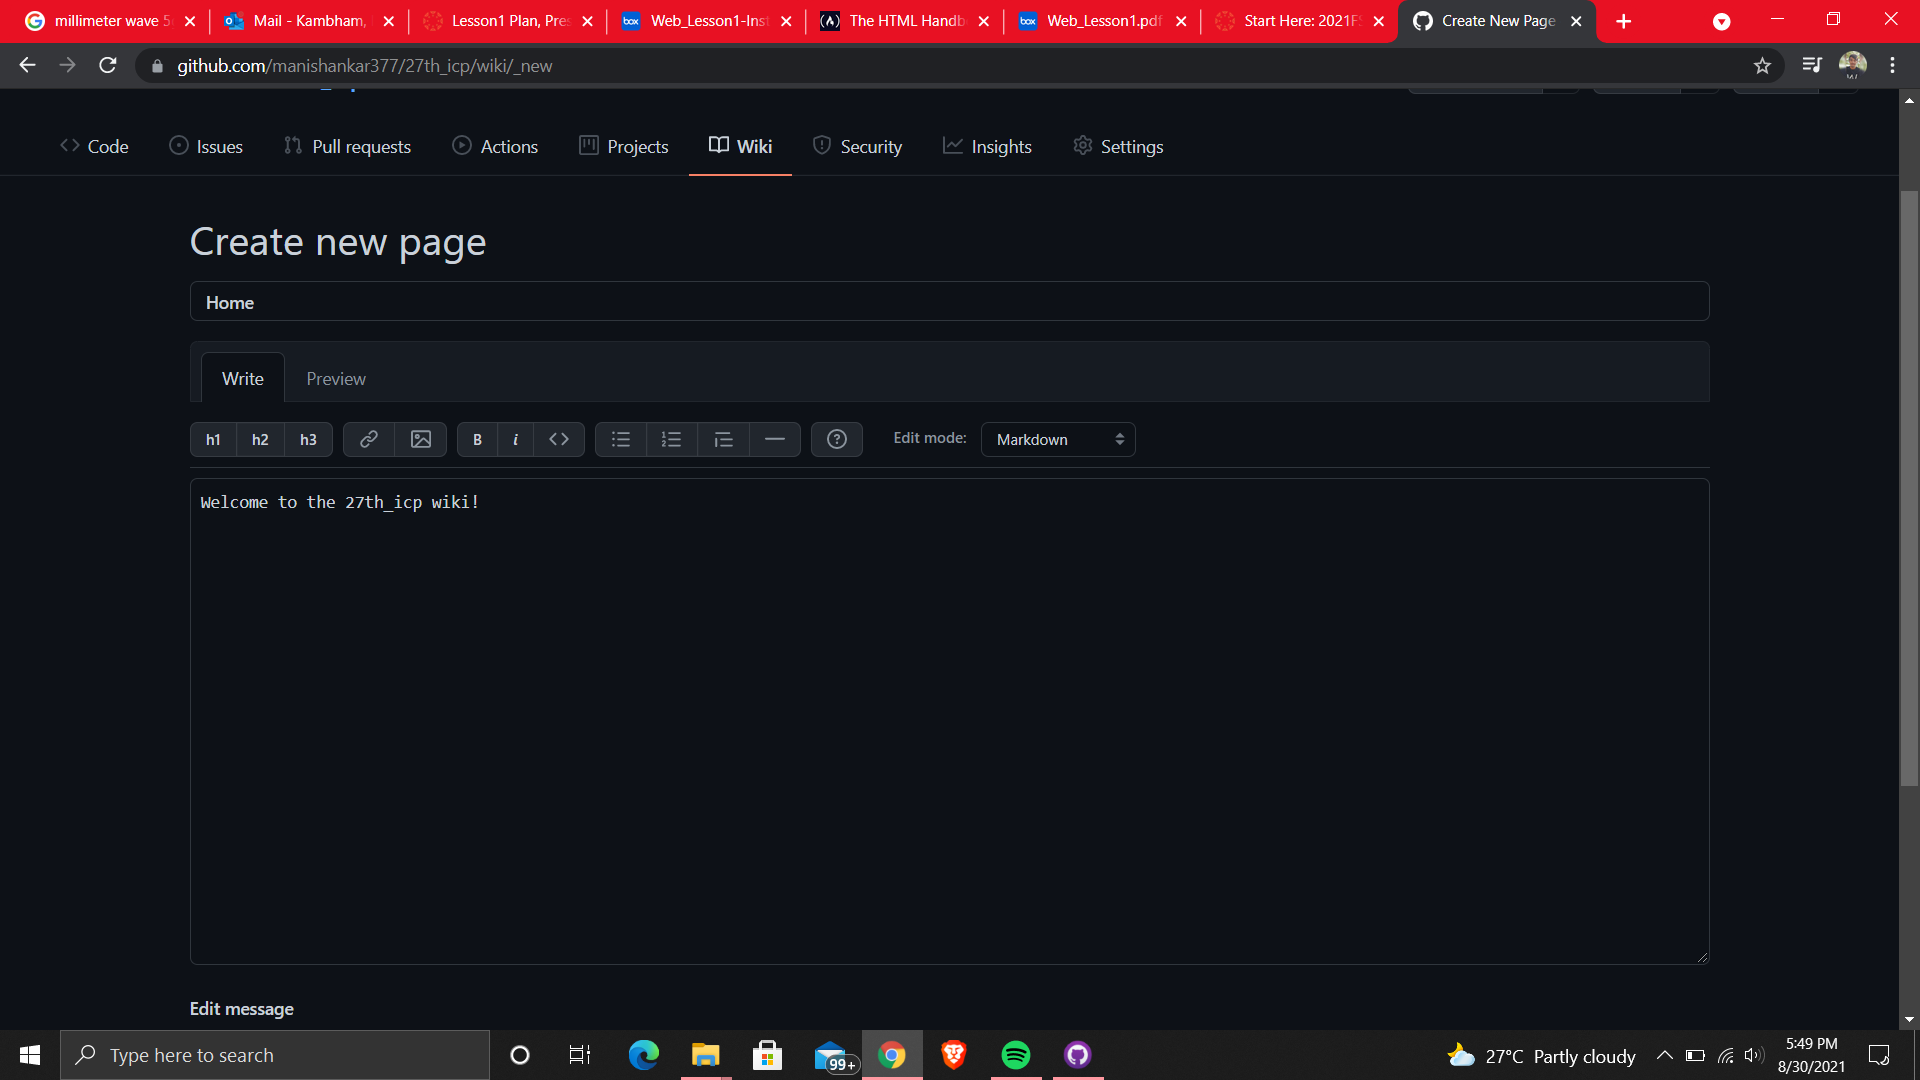 millimeter wave 5
Mail - Kambham,
Lesson1 Plan, Pres
Web_Lesson1-Inst
The HTML Handb
Web_Lesson1.pdf
Start Here: 2021FS
Create New Page
github.com/manishankar377/27th_icp/wiki/_new
Code
Issues
Pull requests
Actions
Projects
Wiki
Security
Insights
Settings
Create new page
Home
Write
Preview
h1
h2
h3
B
i
Edit mode:
Markdown
Welcome to the 27th_icp wiki!
Edit message
Type here to search
99+
27°C Partly cloudy
5:49 PM
8/30/2021